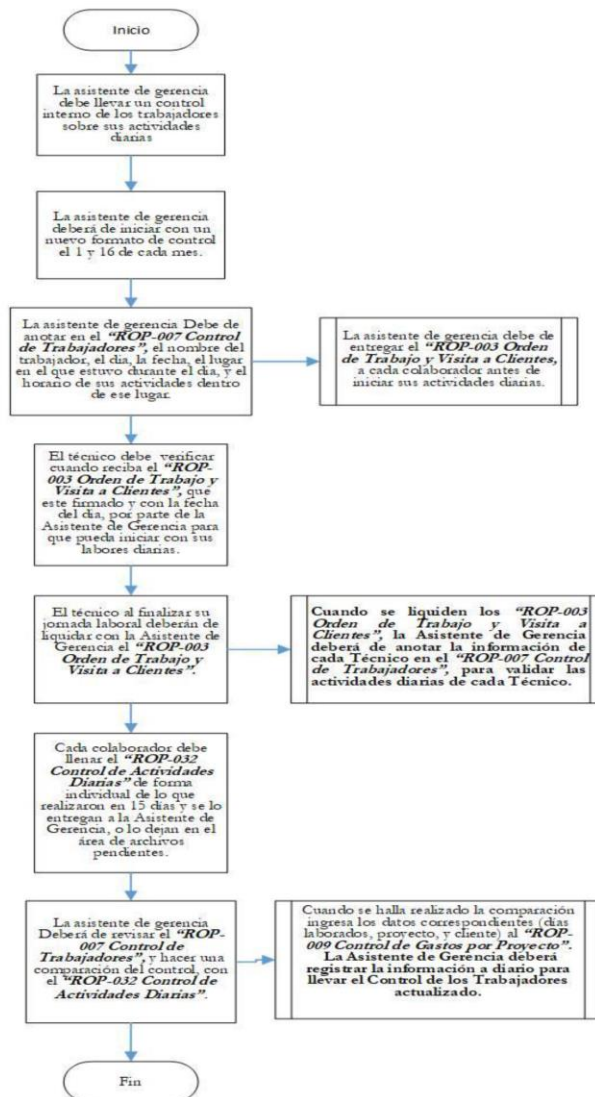 Inicio
La asistente de gerencia
debe llevar un control
interno de los trabajadores
sobre sus actividades
diarias
La asistente de gerencia
deberá de iniciar con un
nuevo formato de control
el 1 y 16 de cada mes.
La asistente de gerencia Debe de
anotar en el “ROP-007 Control
de Trabajadores”, el nombre del
trabajador, el dia, la fecha, el lugar
en el que estuvo durante el dia, y el
horario de sus actividades dentro
de ese lugar.
La asistente de gerencia debe de
entregar el “ROP-003 Orden
de Trabajo y Visita a Clientes,
a cada colaborador antes de
iniciar sus actividades diarias.
El técnico debe verificar
cuando reciba el “ROP-
003 Orden de Trabajo y
Visita a Clientes”, que
este firmado y con la fecha
del dia, por parte de la
Asistente de Gerencia para
que pueda iniciar con sus
labores diarias.
El técnico al finalizar su
jornada laboral deberán de
liquidar con la Asistente de
Gerencia el “ROP-003
Orden de Trabajo y
Visita a Clientes”.
Cuando se liquiden los “ROP-003
Orden de Trabajo y Visita a
Clientes”, la Asistente de Gerencia
deberá de anotar la información de
cada Técnico en el “ROP-007 Control
de Trabajadores”, para validar las
actividades diarias de cada Técnico.
Cada colaborador debe
llenar el “ROP-032
Control de Actividades
Diarias” de forma
individual de lo que
realizaron en 15 dias y se lo
entregan a la Asistente de
Gerencia, o lo dejan en el
área de archivos
pendientes.
La asistente de gerencia
Deberá de revisar el “ROP-
007 Control de
Trabajadores”, y hacer una
comparación del control, con
el “ROP-032 Control de
Actividades Diarias”.
Cuando se halla realizado la comparación
ingresa los datos correspondientes (días
laborados, proyecto, y cliente) al “ROP-
009 Control de Gastos por Proyecto”.
La Asistente de Gerencia deberá
registrar la información a diario para
llevar el Control de los Trabajadores
actualizado.
Fin